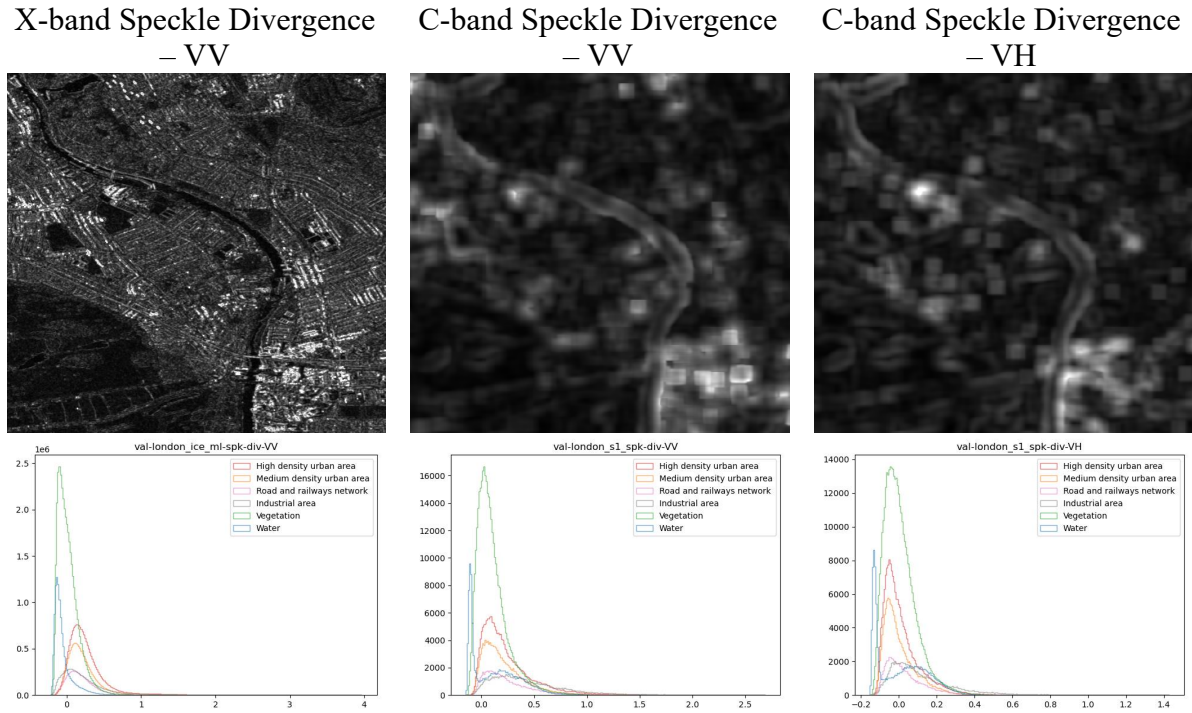 X-band Speckle Divergence
– VV
C-band Speckle Divergence
– VV
C-band Speckle Divergence
– VH
val-london_ice_ml-spk-div-VV
1e6
2.5
2.0
1.5
1.0
0.5
0.0
0
1
2
3
4
High density urban area
Medium density urban area
Road and railways network
Industrial area
Vegetation
Water
val-london_s1_spk-div-VV
16000
14000
12000
10000
8000
6000
4000
2000
0
0.0
0.5
1.0
1.5
2.0
2.5
High density urban area
Medium density urban area
Road and railways network
Industrial area
Vegetation
Water
val-london_s1_spk-div-VH
14000
12000
10000
8000
6000
4000
2000
0
−0.2
0.0
0.2
0.4
0.6
0.8
1.0
1.2
1.4
High density urban area
Medium density urban area
Road and railways network
Industrial area
Vegetation
Water